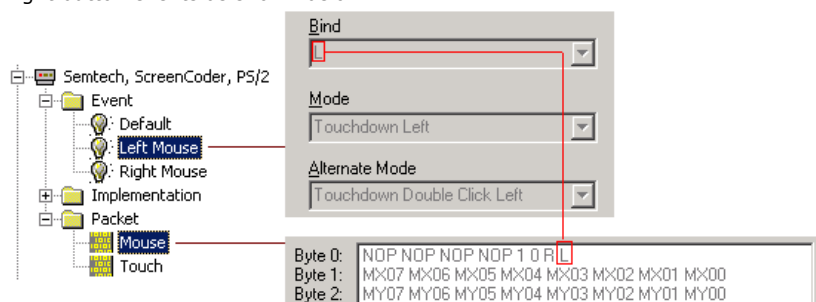 Bind
L
Semtech, ScreenCoder, PS/2
Event
Mode
Default
Touchdown Left
Left Mouse
Right Mouse
Alternate Mode
Implementation
Touchdown Double Click Left
Packet
Mouse
Touch
Byte 0: NOP NOP NOP NOP 1 0 R L
Byte 1: MX07 MX06 MX05 MX04 MX03 MX02 MX01 MX00
Byte 2: MY07 MY06 MY05 MY04 MY03 MY02 MY01 MY00